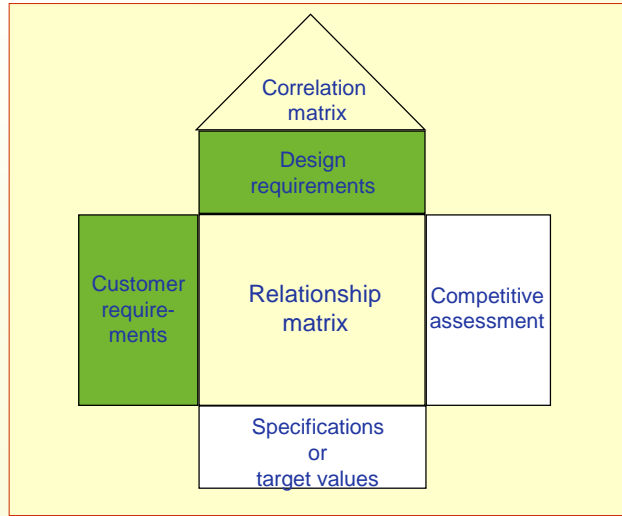 Correlation
matrix
Design
requirements
Customer
require-
ments
Relationship
matrix
Competitive
assessment
Specifications
or
target values